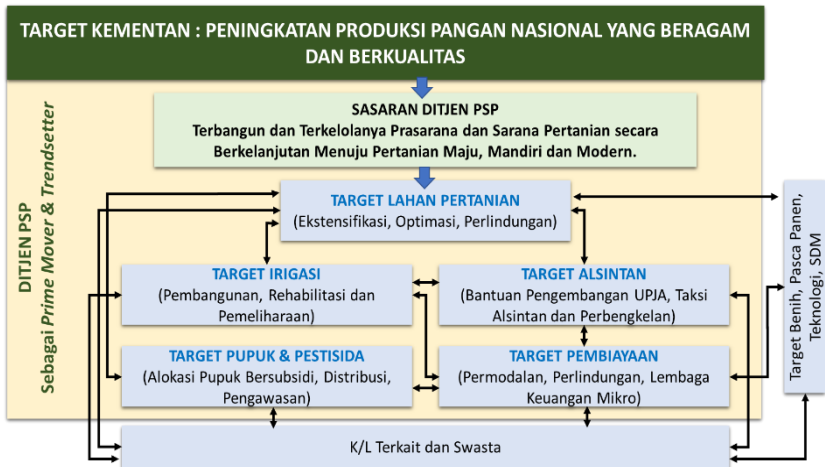 TARGET KEMENTAN : PENINGKATAN PRODUKSI PANGAN NASIONAL YANG BERAGAM
DAN BERKUALITAS
DITJEN PSP
Sebagai Prime Mover & Trendsetter
SASARAN DITJEN PSP
Terbangun dan Terkelolanya Prasarana dan Sarana Pertanian secara
Berkelanjutan Menuju Pertanian Maju, Mandiri dan Modern.
TARGET LAHAN PERTANIAN
(Ekstensifikasi, Optimasi, Perlindungan)
TARGET IRIGASI
(Pembangunan, Rehabilitasi dan
Pemeliharaan)
TARGET ALSINTAN
(Bantuan Pengembangan UPJA, Taksi
Alsintan dan Perbengkelan)
TARGET PUPUK & PESTISIDA
(Alokasi Pupuk Bersubsidi, Distribusi,
Pengawasan)
TARGET PEMBIAYAAN
(Permodalan, Perlindungan, Lembaga
Keuangan Mikro)
Target Benih, Pasca Panen,
Teknologi, SDM
K/L Terkait dan Swasta